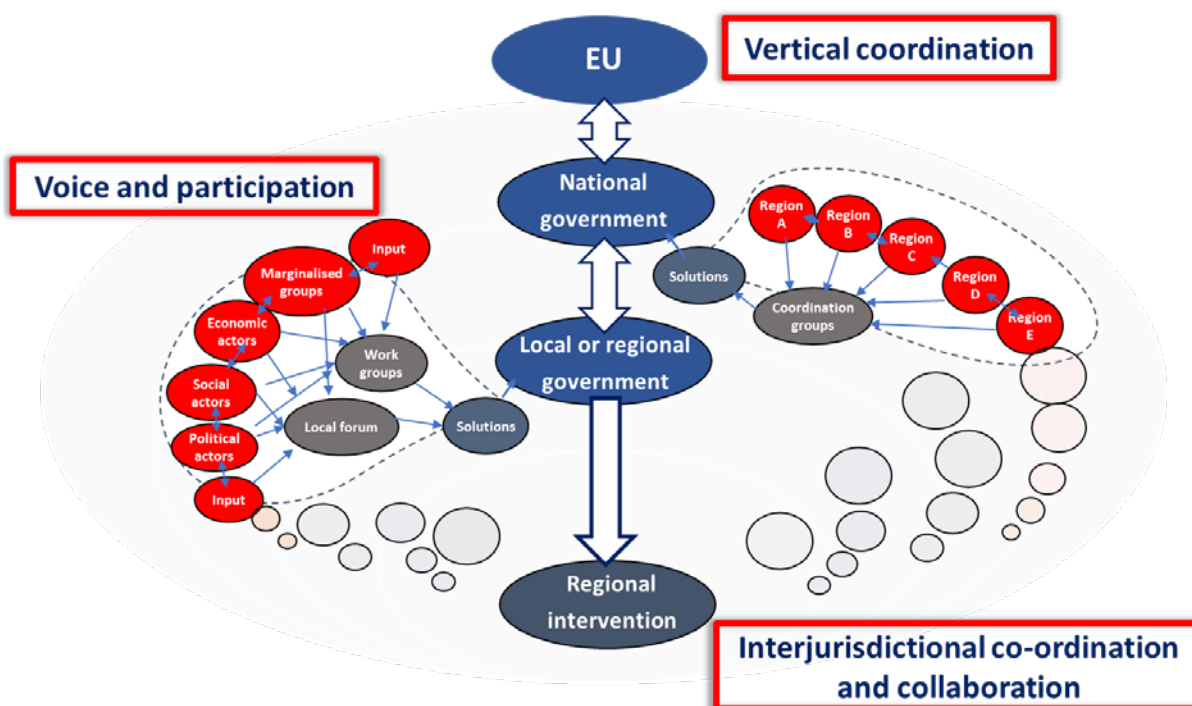 EU
Vertical coordination
Voice and participation
National
government
Region
A
Region
B
Region
C
Region
D
Region
E
Input
Marginalised
groups
Solutions
Coordination
groups
Economic
actors
Work
groups
Local or regional
government
Social
actors
Local forum
Solutions
Political
actors
Input
Regional
intervention
Interjurisdictional co-ordination
and collaboration